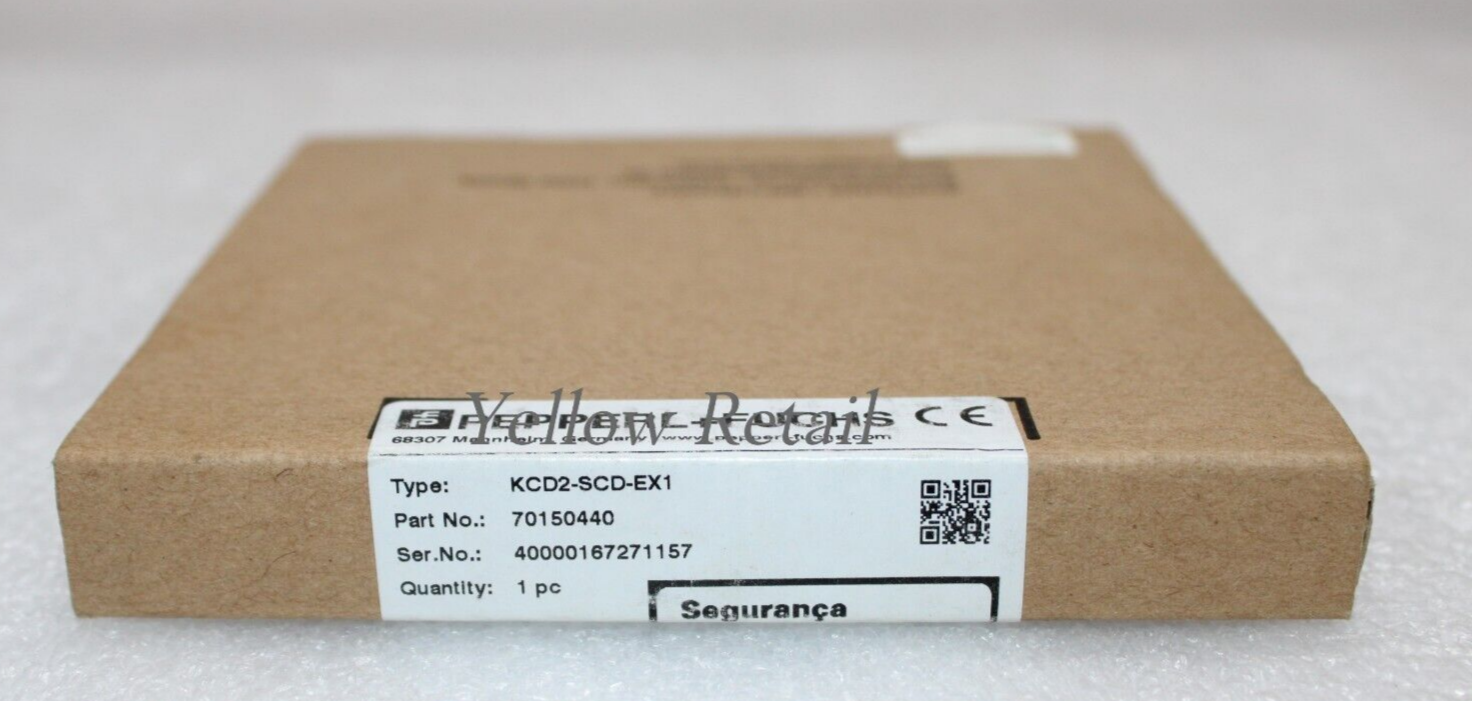 Yellow Retail
PEPPERL+FUCHS CE
68307 Mannheim, Germany www.pepperl-fuchs.com
Type: KCD2-SCD-EX1
Part No.: 70150440
Ser.No.: 40000167271157
Quantity: 1 pc
Segurança